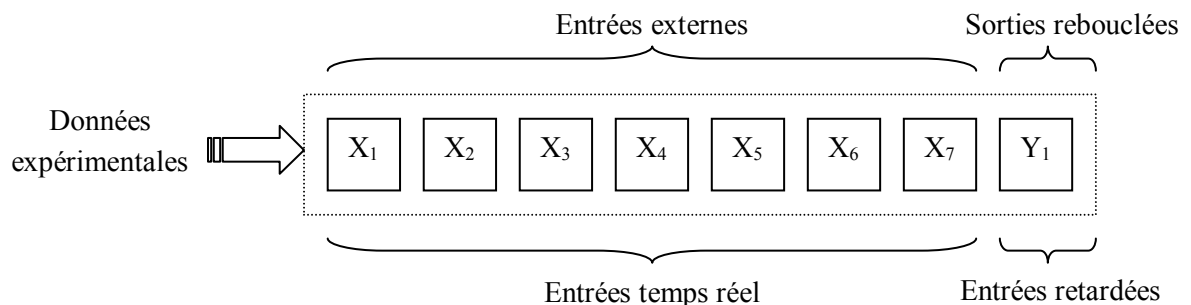 Entrées externes
Sorties rebouclées
Données
expérimentales
X1 X2 X3 X4 X5 X6 X7 Y1
Entrées temps réel
Entrées retardées